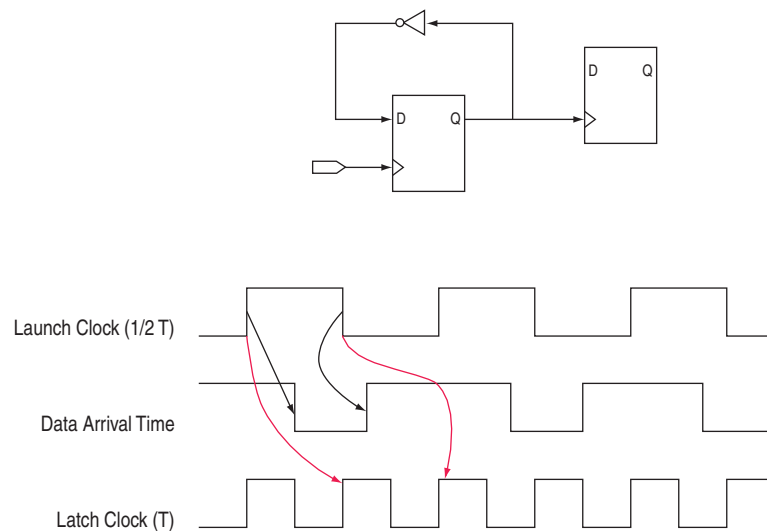 D Q
D Q
Launch Clock (1/2 T)
Data Arrival Time
Latch Clock (T)